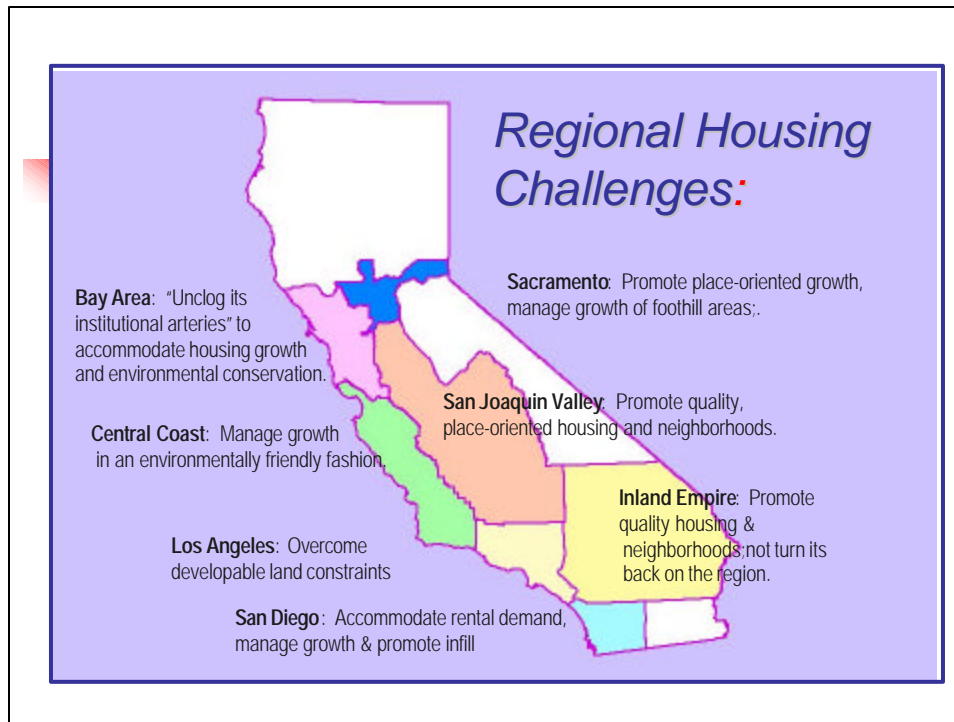 Regional Housing
Challenges:
Sacramento: Promote place-oriented growth,
manage growth of foothill areas;.
Bay Area: "Unclog its
institutional arteries" to
accommodate housing growth
and environmental conservation.
San Joaquin Valley: Promote quality,
place-oriented housing and neighborhoods.
Central Coast: Manage growth
in an environmentally friendly fashion.
Inland Empire: Promote
quality housing &
neighborhoods;not turn its
back on the region.
Los Angeles: Overcome
developable land constraints
San Diego: Accommodate rental demand,
manage growth & promote infill